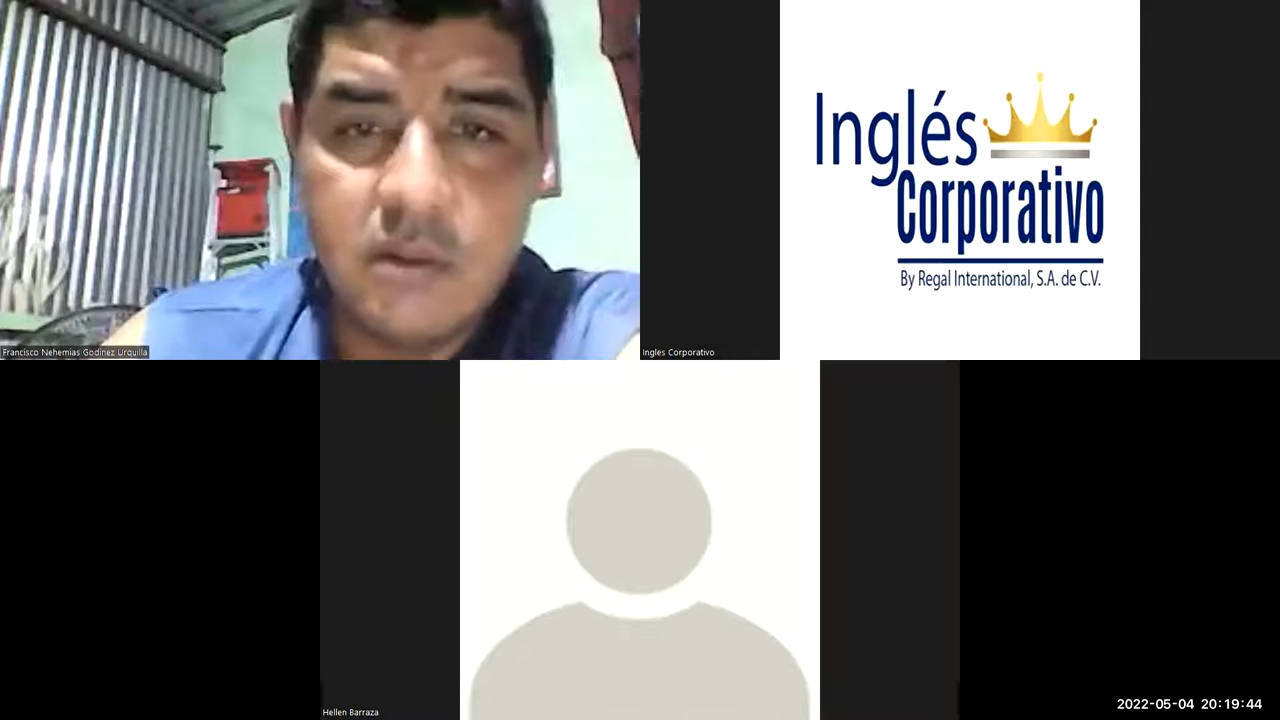 Inglés
Corporativo
By Regal International, S.A. de C.V.
Francisco Nehemias Godinez Urquilla
Ingles Corporativo
Hellen Barraza
2022-05-04 20:19:44